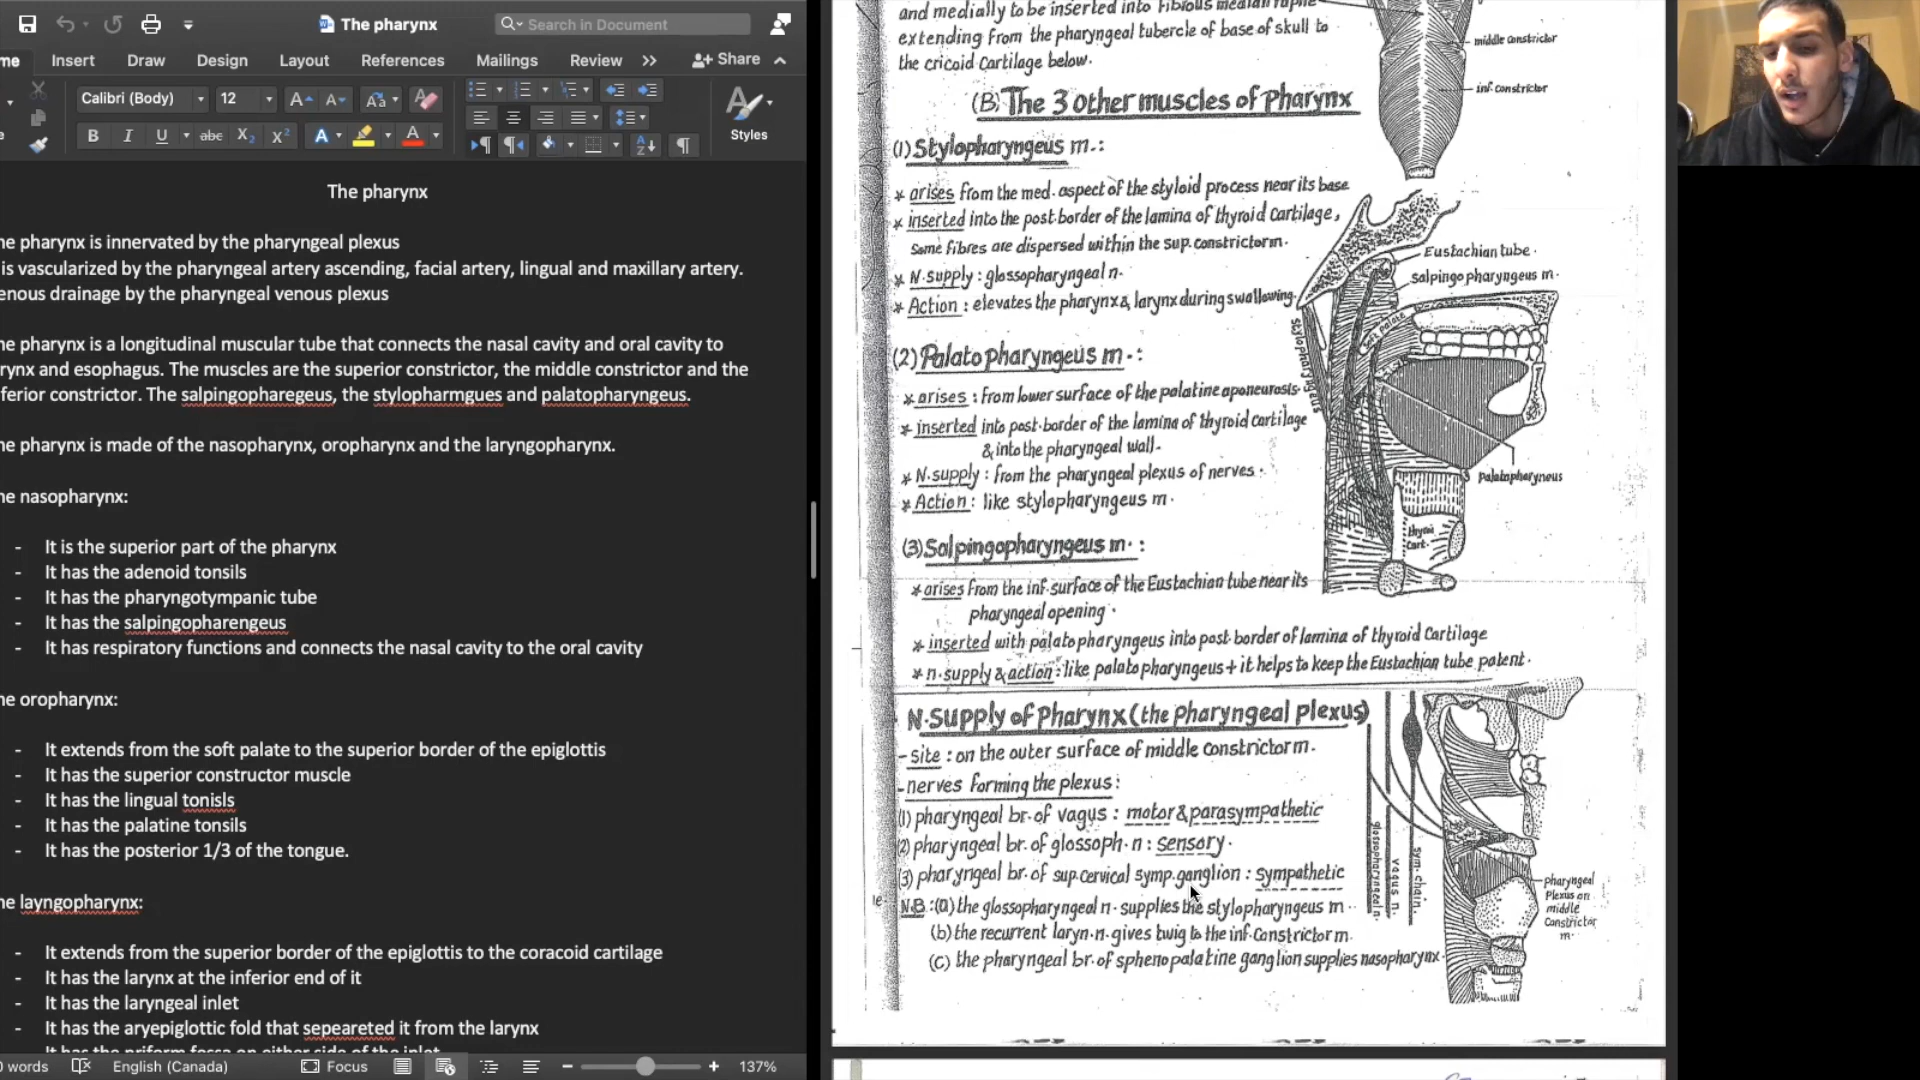 The pharynx
Search in Document
me
Insert
Draw
Design
Layout
References
Mailings
Review
Share
Calibri (Body)
12
Styles
The pharynx
he pharynx is innervated by the pharyngeal plexus
is vascularized by the pharyngeal artery ascending, facial artery, lingual and maxillary artery.
enous drainage by the pharyngeal venous plexus
he pharynx is a longitudinal muscular tube that connects the nasal cavity and oral cavity to
rynx and esophagus. The muscles are the superior constrictor, the middle constrictor and the
ferior constrictor. The salpingopharegeus, the stylopharmgues and palatopharyngeus.
he pharynx is made of the nasopharynx, oropharynx and the laryngopharynx.
he nasopharynx:
- It is the superior part of the pharynx
- It has the adenoid tonsils
- It has the pharyngotympanic tube
- It has the salpingopharengeus
- It has respiratory functions and connects the nasal cavity to the oral cavity
he oropharynx:
- It extends from the soft palate to the superior border of the epiglottis
- It has the superior constructor muscle
- It has the lingual tonisls
- It has the palatine tonsils
- It has the posterior 1/3 of the tongue.
he layngopharynx:
- It extends from the superior border of the epiglottis to the coracoid cartilage
- It has the larynx at the inferior end of it
- It has the laryngeal inlet
- It has the aryepiglottic fold that sepeareted it from the larynx
words
English (Canada)
Focus
137%
and medially to be inserted into Fibrous median raphe
extending from the pharyngeal tubercle of base of skull to
the cricoid Cartilage below.
middle constrictor
inf. constrictor
(B) The 3 other muscles of Pharynx
(1) Stylopharyngeus m.:
* arises from the med. aspect of the styloid process near its base
* inserted into the post border of the lamina of thyroid Cartilage,
Some fibres are dispersed within the sup. constrictor m.
* N. supply : glossopharyngeal n.
* Action : elevates the pharynx & larynx during swallowing.
Eustachian tube.
Salpingo pharyngeus m.
soft palate
stylopharyngeus
(2) Palatopharyngeus m.:
* arises : from lower surface of the palatine aponeurosis.
* inserted into post. border of the lamina of thyroid cartilage
& into the pharyngeal wall.
* N. supply : from the pharyngeal plexus of nerves.
* Action : like stylopharyngeus m.
Palatopharyneus
thyroid
Cart.
(3) Salpingopharyngeus m.:
* arises from the inf. surface of the Eustachian tube near its
pharyngeal opening.
* inserted with palatopharyngeus into post border of lamina of thyroid Cartilage
* n. supply & action : like palatopharyngeus + it helps to keep the Eustachian tube patent.
N. Supply of Pharynx (the Pharyngeal Plexus)
- site : on the outer surface of middle constrictor m.
- nerves forming the plexus :
(1) pharyngeal br. of vagus : motor & parasympathetic
(2) pharyngeal br. of glossoph. n : sensory.
(3) pharyngeal br. of sup. cervical symp. ganglion : sympathetic
N.B : (a) the glossopharyngeal n. supplies the stylopharyngeus m.
(b) the recurrent laryn. n. gives twig to the inf. Constrictor m.
(c) the pharyngeal br. of spheno palatine ganglion supplies nasopharynx.
glossopharyngeal n.
vagus n.
sym. chain.
pharyngeal
Plexus on
middle
Constrictor
m.